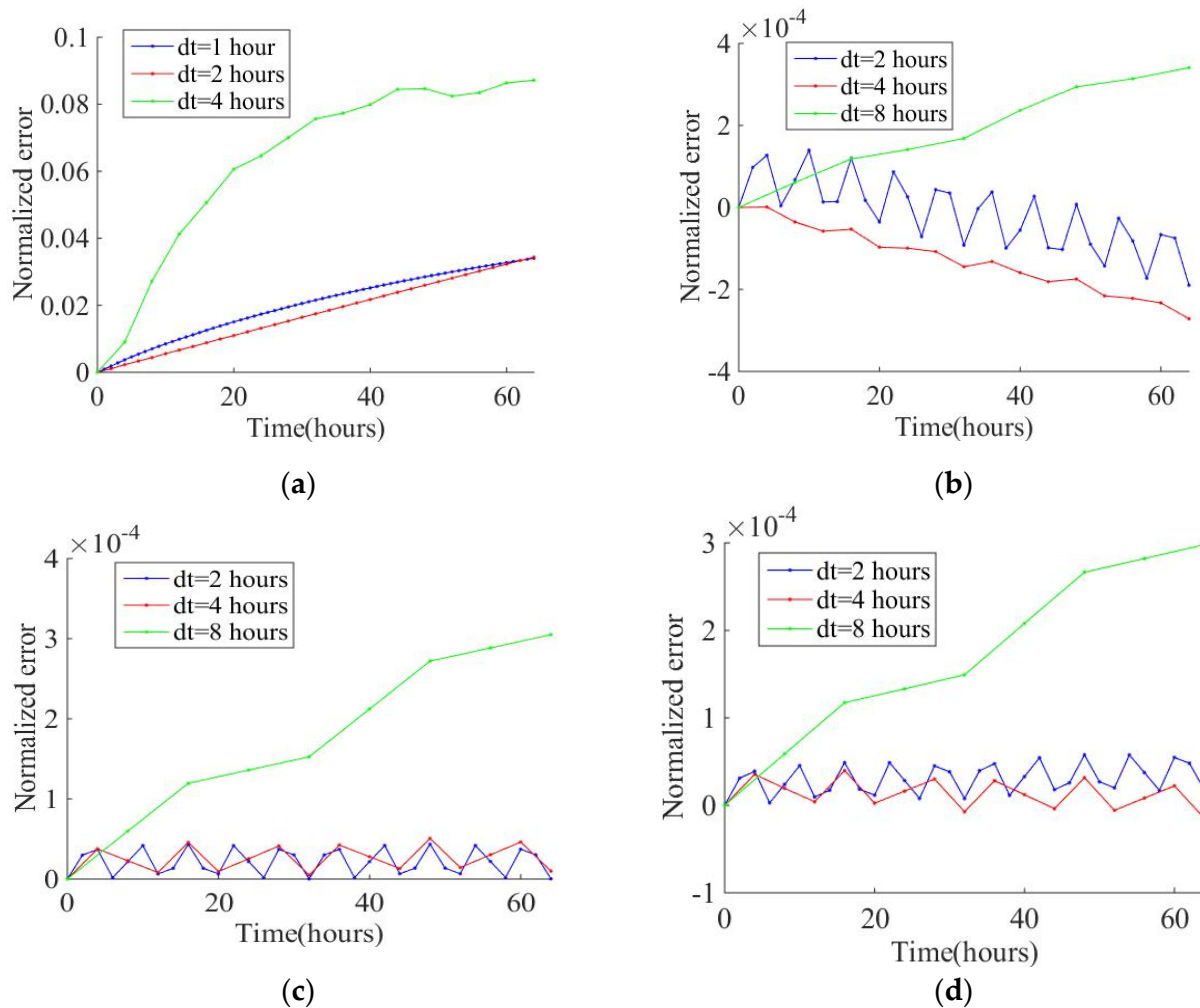 0.1
dt=1 hour
dt=2 hours
dt=4 hours
0.08
0.06
0.04
0.02
0
Normalized error
0 20 40 60
Time(hours)
(a)
×10-4
4
dt=2 hours
dt=4 hours
dt=8 hours
2
0
-2
-4
Normalized error
0 20 40 60
Time(hours)
(b)
×10-4
4
dt=2 hours
dt=4 hours
dt=8 hours
3
2
1
0
Normalized error
0 20 40 60
Time(hours)
(c)
×10-4
3
dt=2 hours
dt=4 hours
dt=8 hours
2
1
0
-1
Normalized error
0 20 40 60
Time(hours)
(d)